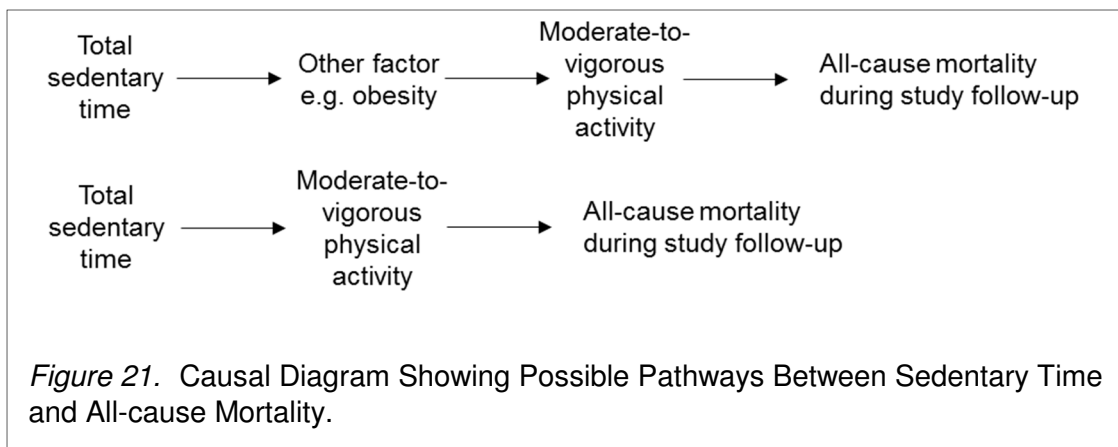 Total
sedentary
time
Other factor
e.g. obesity
Moderate-to-
vigorous
physical
activity
All-cause mortality
during study follow-up
Total
sedentary
time
Moderate-to-
vigorous
physical
activity
All-cause mortality
during study follow-up
Figure 21. Causal Diagram Showing Possible Pathways Between Sedentary Time
and All-cause Mortality.